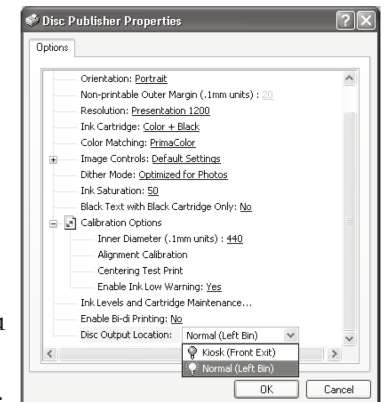 Disc Publisher Properties
Options
Orientation: Portrait
Non-printable Outer Margin (.1mm units) : 20
Resolution: Presentation 1200
Ink Cartridge: Color + Black
Color Matching: PrimaColor
Image Controls: Default Settings
Dither Mode: Optimized for Photos
Ink Saturation: 50
Black Text with Black Cartridge Only: No
Calibration Options
Inner Diameter (.1mm units) : 440
Alignment Calibration
Centering Test Print
Enable Ink Low Warning: Yes
Ink Levels and Cartridge Maintenance...
Enable Bi-di Printing: No
Disc Output Location: Normal (Left Bin)
Kiosk (Front Exit)
Normal (Left Bin)
OK Cancel